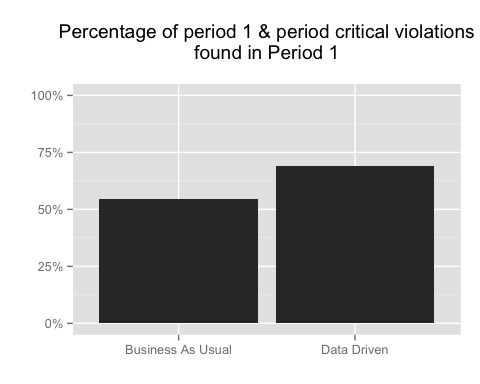 Percentage of period 1 & period critical violations
found in Period 1
100%
75%
50%
25%
0%
Business As Usual
Data Driven